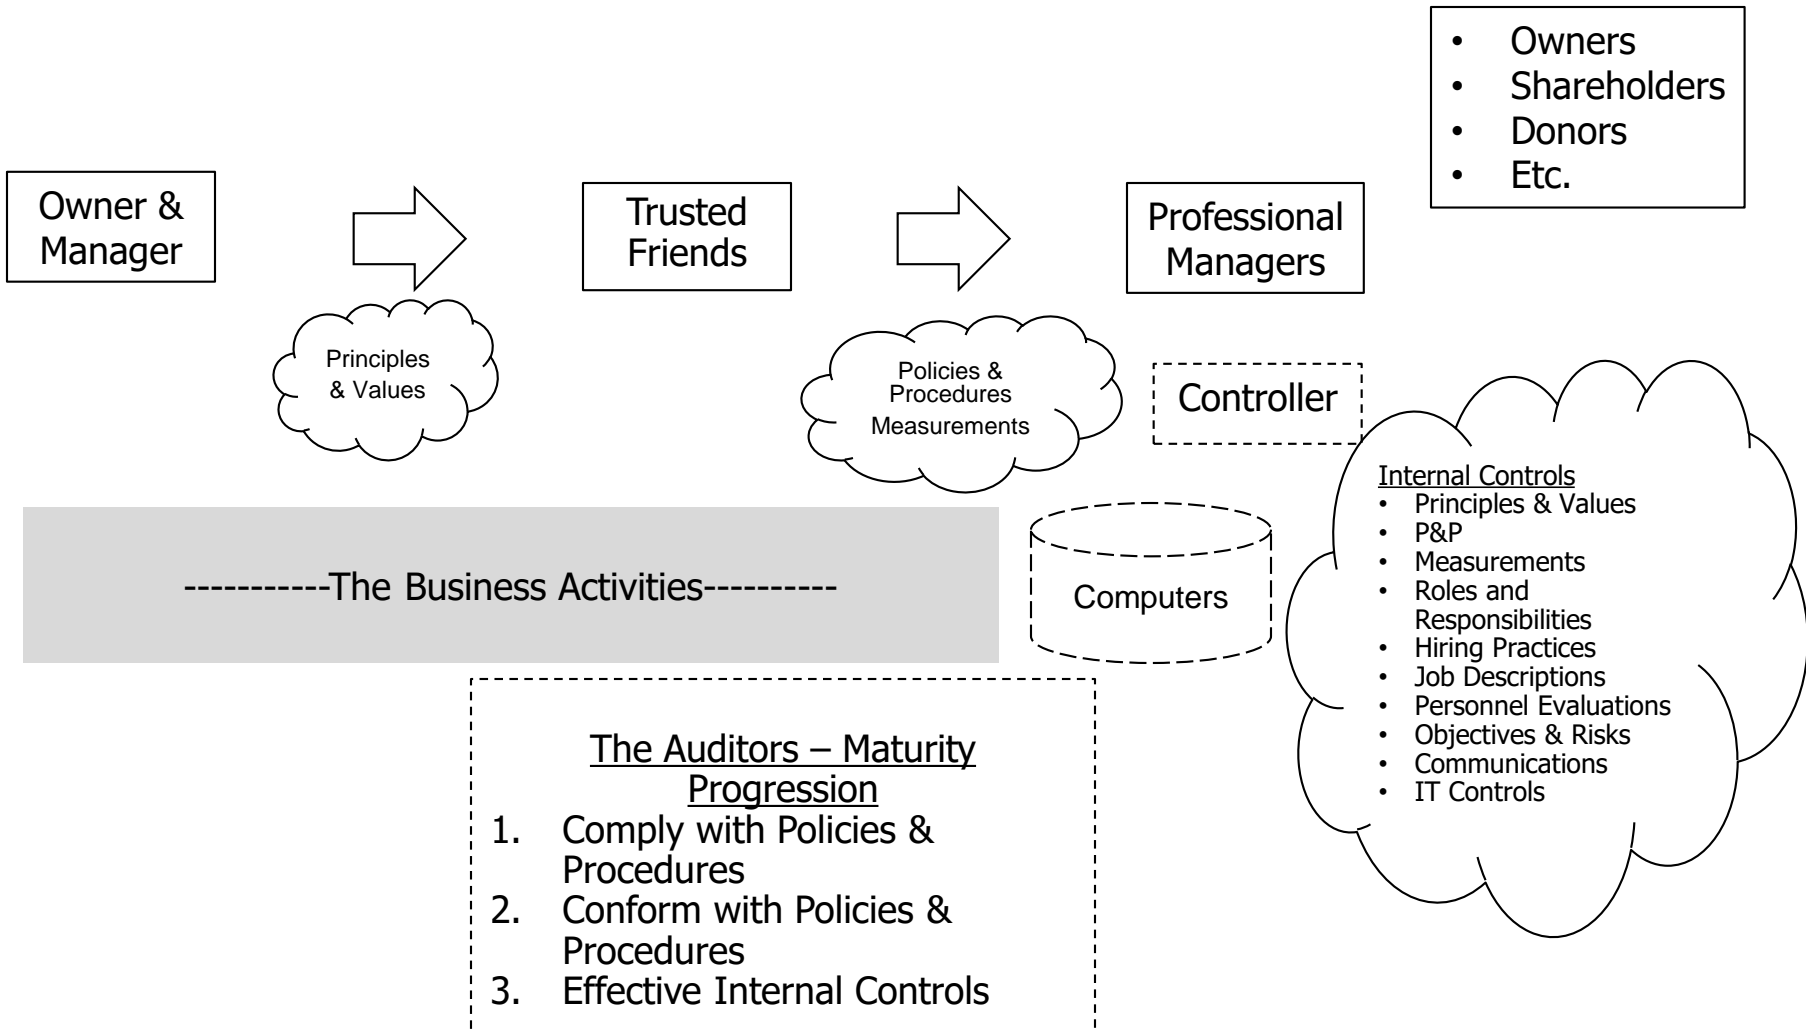 • Owners
• Shareholders
• Donors
• Etc.
Owner &
Manager
Trusted
Friends
Professional
Managers
Principles
& Values
Policies &
Procedures
Measurements
Controller
Internal Controls
• Principles & Values
• P&P
• Measurements
• Roles and
Responsibilities
• Hiring Practices
• Job Descriptions
• Personnel Evaluations
• Objectives & Risks
• Communications
• IT Controls
-----------The Business Activities----------
Computers
The Auditors – Maturity
Progression
1. Comply with Policies &
Procedures
2. Conform with Policies &
Procedures
3. Effective Internal Controls